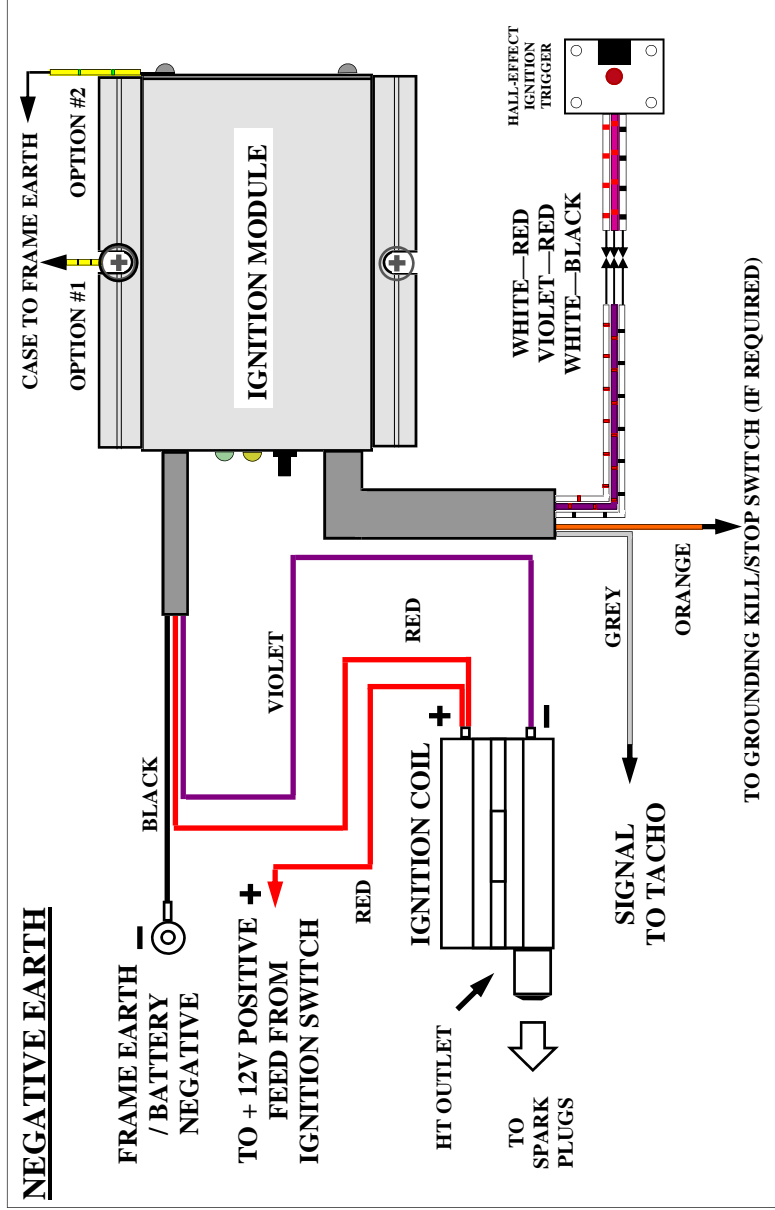 NEGATIVE EARTH
FRAME EARTH
/ BATTERY
NEGATIVE
–
BLACK
TO + 12V POSITIVE
FEED FROM
IGNITION SWITCH
+
RED
VIOLET
RED
CASE TO FRAME EARTH
OPTION #1
OPTION #2
IGNITION MODULE
IGNITION COIL
+
–
HT OUTLET
TO
SPARK
PLUGS
SIGNAL
TO TACHO
GREY
ORANGE
TO GROUNDING KILL/STOP SWITCH (IF REQUIRED)
WHITE—RED
VIOLET—RED
WHITE—BLACK
HALL-EFFECT
IGNITION
TRIGGER